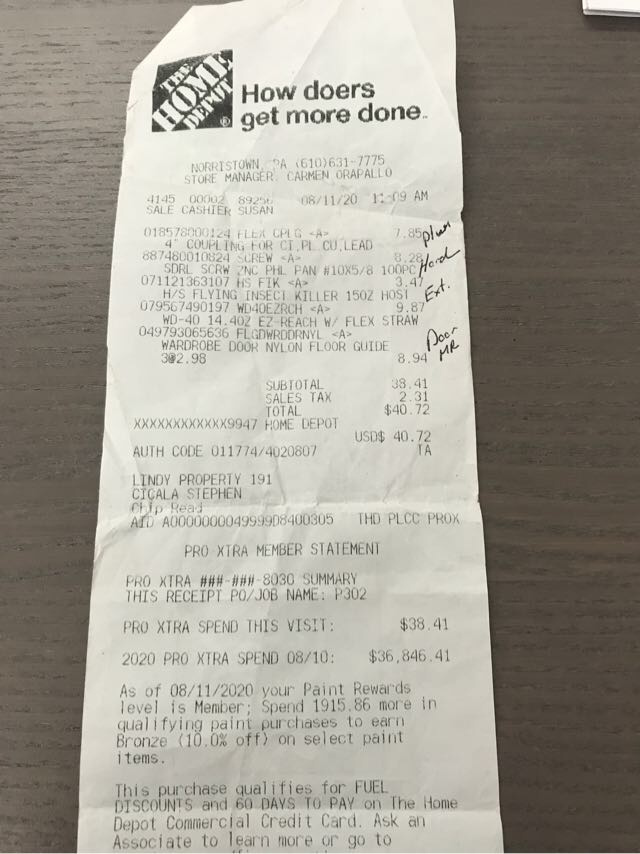 THE HOME DEPOT®
How doers
get more done.
NORRISTOWN, PA (610)631-7775
STORE MANAGER: CARMEN ORAPALLO
4145 00002 89256 08/11/20 11:09 AM
SALE CASHIER SUSAN
018578000124 FLEX CPLG <A> 7.85 plum
4" COUPLING FOR CI,PL,CU,LEAD
887480010824 SCREW <A> 8.28 Hard
SDRL SCRW ZNC PHL PAN #10X5/8 100PC
071121363107 HS FIK <A> 3.47
H/S FLYING INSECT KILLER 15OZ HOST Ext.
079567490197 WD40EZRCH <A> 9.87
WD-40 14.4OZ EZ REACH W/ FLEX STRAW
049793065636 FLGDWRDDRNYL <A> Door
WARDROBE DOOR NYLON FLOOR GUIDE MR
3@2.98 8.94
SUBTOTAL 38.41
SALES TAX 2.31
TOTAL $40.72
XXXXXXXXXXXX9947 HOME DEPOT
USD$ 40.72
AUTH CODE 011774/4020807 TA
LINDY PROPERTY 191
CICALA STEPHEN
Chip Read
AID A0000000049999D8400305 THD PLCC PROX
PRO XTRA MEMBER STATEMENT
PRO XTRA ###-###-8030 SUMMARY
THIS RECEIPT PO/JOB NAME: P302
PRO XTRA SPEND THIS VISIT: $38.41
2020 PRO XTRA SPEND 08/10: $36,846.41
As of 08/11/2020 your Paint Rewards
level is Member; Spend 1915.86 more in
qualifying paint purchases to earn
Bronze (10.0% off) on select paint
items.
This purchase qualifies for FUEL
DISCOUNTS and 60 DAYS TO PAY on The Home
Depot Commercial Credit Card. Ask an
Associate to learn more or go to